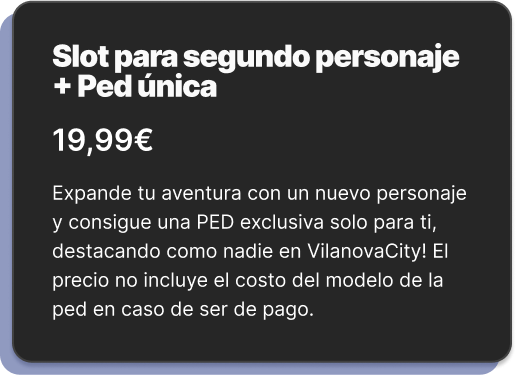 Slot para segundo personaje
+ Ped única
19,99€
Expande tu aventura con un nuevo personaje
y consigue una PED exclusiva solo para ti,
destacando como nadie en VilanovaCity! El
precio no incluye el costo del modelo de la
ped en caso de ser de pago.